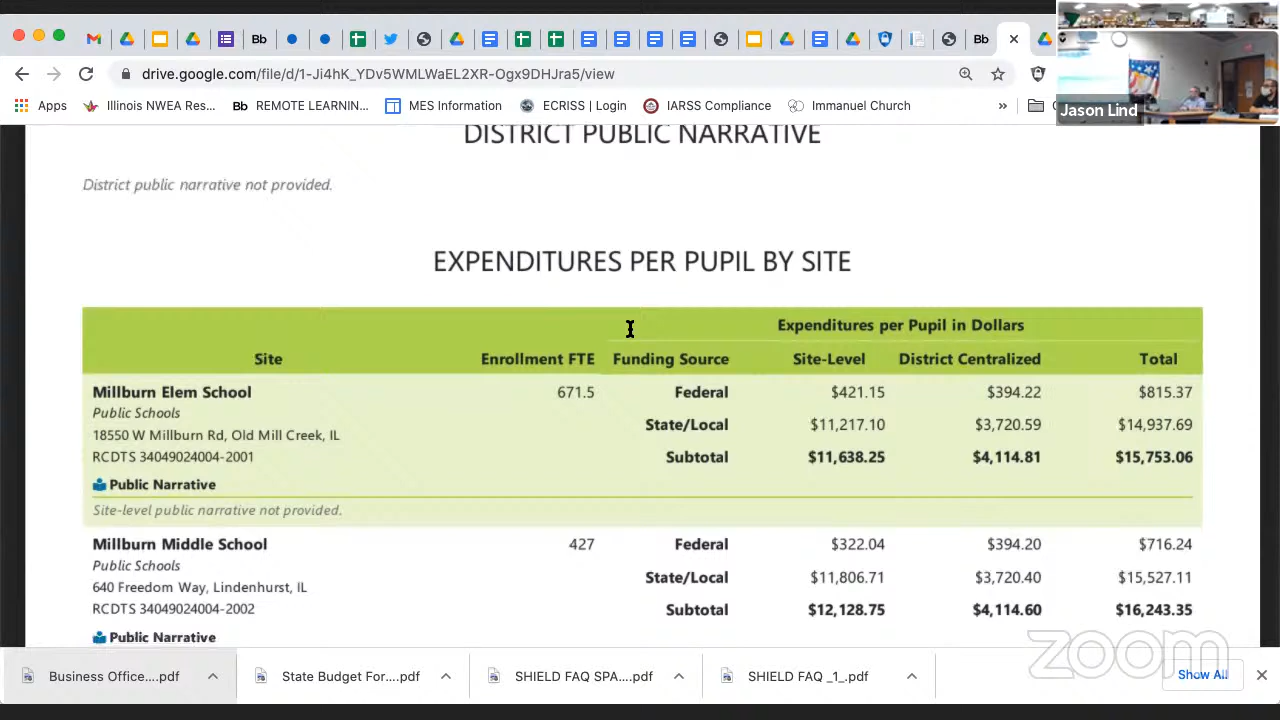 Bb
Bb
drive.google.com/file/d/1-Ji4hK_YDv5WMLWeEL2XR-Ogx9DHJra5/view
Jason Lind
Apps
Illinois NWEA Res...
Bb REMOTE LEARNIN...
MES Information
ECRISS | Login
IARSS Compliance
Immanuel Church
»
DISTRICT PUBLIC NARRATIVE
District public narrative not provided.
EXPENDITURES PER PUPIL BY SITE
Expenditures per Pupil in Dollars
Site Enrollment FTE Funding Source Site-Level District Centralized Total
Millburn Elem School 671.5 Federal $421.15 $394.22 $815.37
Public Schools
18550 W Millburn Rd, Old Mill Creek, IL State/Local $11,217.10 $3,720.59 $14,937.69
RCDTS 34049024004-2001 Subtotal $11,638.25 $4,114.81 $15,753.06
Public Narrative
Site-level public narrative not provided.
Millburn Middle School 427 Federal $322.04 $394.20 $716.24
Public Schools
640 Freedom Way, Lindenhurst, IL State/Local $11,806.71 $3,720.40 $15,527.11
RCDTS 34049024004-2002 Subtotal $12,128.75 $4,114.60 $16,243.35
Public Narrative
zoom
Business Office....pdf
State Budget For....pdf
SHIELD FAQ SPA....pdf
SHIELD FAQ _1_.pdf
Show All